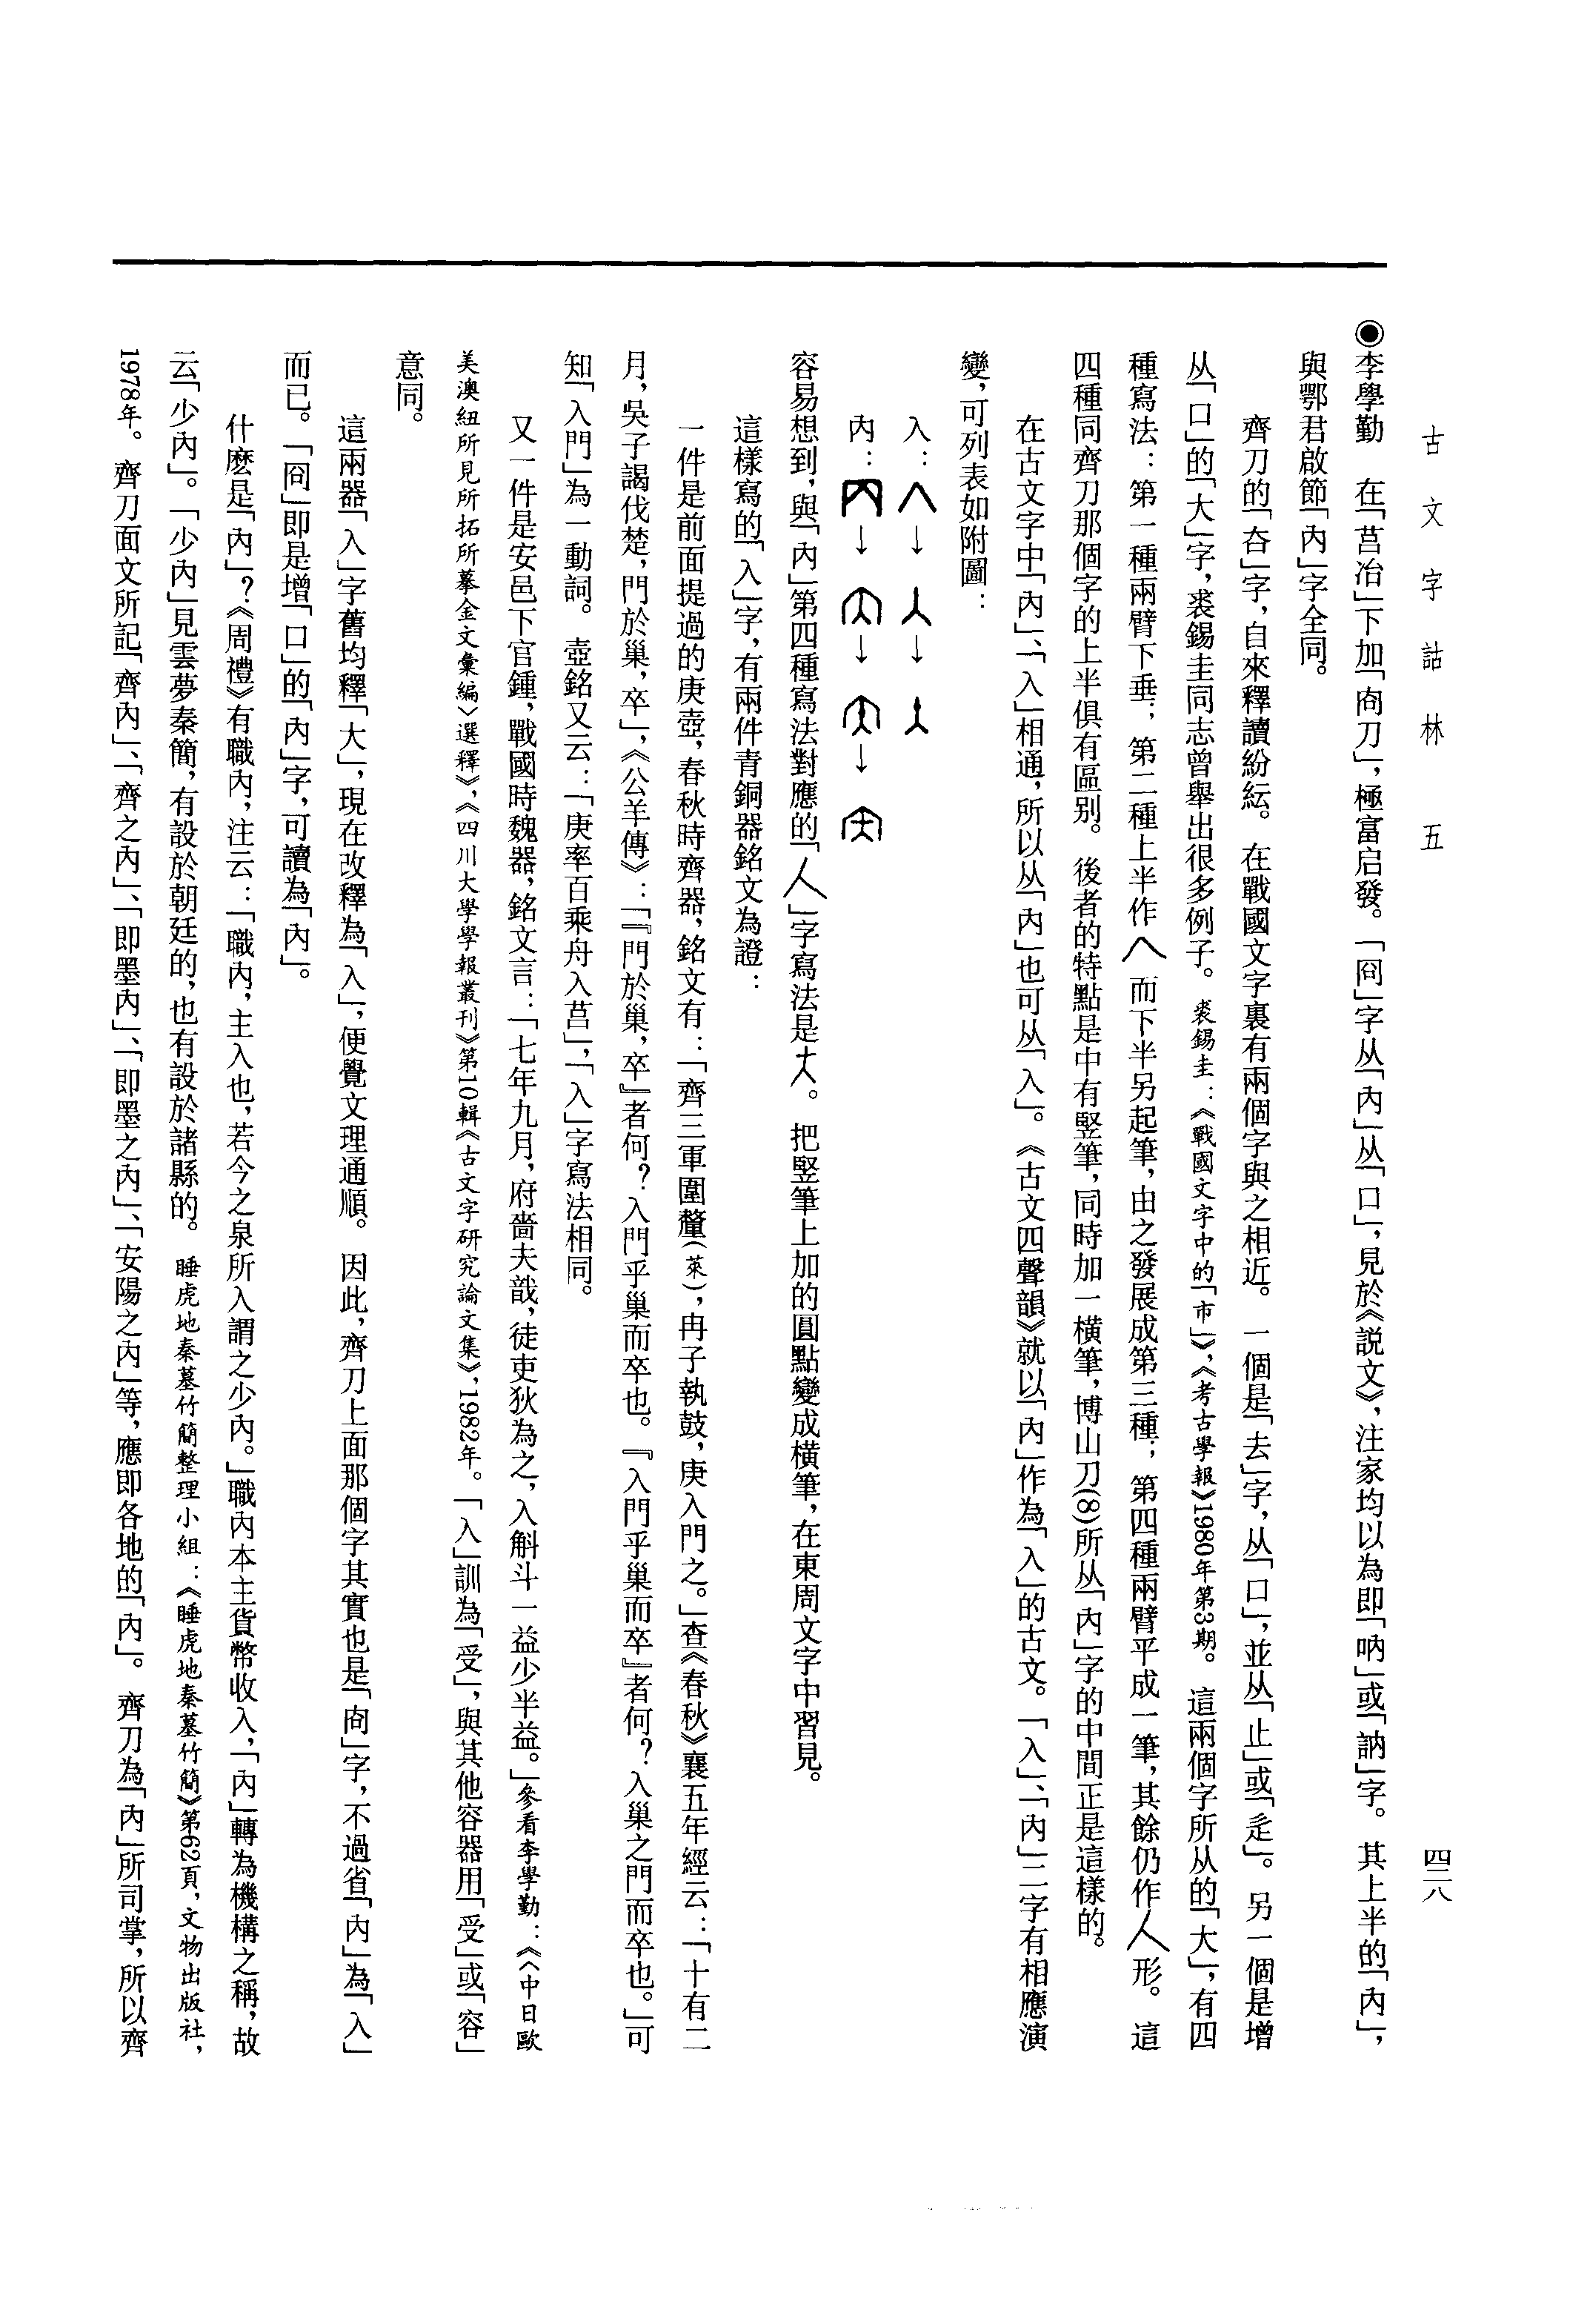 古文字詁林　五
四三八
◉李學勤　在「莒冶」下加「㕯刀」，極富启發。「㕯」字从「內」从「口」，見於《説文》，注家均以為即「吶」或「訥」字。其上半的「內」，
與鄂君啟節「內」字全同。
齊刀的「㕯」字，自來釋讀紛紜。在戰國文字裏有兩個字與之相近。一個是「去」字，从「口」，並从「止」或「辵」。另一個是增
从「口」的「大」字，裘錫圭同志曾舉出很多例子。裘錫圭：《戰國文字中的「市」》，《考古學報》1980年第3期。這兩個字所从的「大」，有四
種寫法：第一種兩臂下垂；第二種上半作而下半另起筆，由之發展成第三種；第四種兩臂平成一筆，其餘仍作形。這
四種同齊刀那個字的上半俱有區别。後者的特點是中有竪筆，同時加一橫筆，博山刀(8)所从「內」字的中間正是這樣的。
在古文字中「內」、「入」相通，所以从「內」也可从「入」。《古文四聲韻》就以「內」作為「入」的古文。「入」、「內」二字有相應演
變，可列表如附圖：
入：→→
內：→→→
容易想到，與「內」第四種寫法對應的「入」字寫法是。把竪筆上加的圓點變成橫筆，在東周文字中習見。
這樣寫的「入」字，有兩件青銅器銘文為證：
一件是前面提過的庚壺，春秋時齊器，銘文有：「齊三軍圍釐(萊)，冉子執鼓，庚入門之。」查《春秋》襄五年經云：「十有二
月，吳子謁伐楚，門於巢，卒」，《公羊傳》：「『門於巢，卒』者何？入門乎巢而卒也。『入門乎巢而卒』者何？入巢之門而卒也。」可
知「入門」為一動詞。壺銘又云：「庚率百乘舟入莒」，「入」字寫法相同。
又一件是安邑下官鍾，戰國時魏器，銘文言：「七年九月，府嗇夫戠，徒吏狄為之，入斛斗一益少半益。」參看李學勤：《〈中日歐
美澳紐所見所拓所摹金文彙編〉選釋》，《四川大學學報叢刊》第10輯《古文字研究論文集》，1982年。「入」訓為「受」，與其他容器用「受」或「容」
意同。
這兩器「入」字舊均釋「大」，現在改釋為「入」，便覺文理通順。因此，齊刀上面那個字其實也是「㕯」字，不過省「內」為「入」
而已。「㕯」即是增「口」的「內」字，可讀為「內」。
什麽是「內」？《周禮》有職內，注云：「職內，主入也，若今之泉所入謂之少內。」職內本主貨幣收入，「內」轉為機構之稱，故
云「少內」。「少內」見雲夢秦簡，有設於朝廷的，也有設於諸縣的。睡虎地秦墓竹簡整理小組：《睡虎地秦墓竹簡》第62頁，文物出版社，
1978年。齊刀面文所記「齊內」、「齊之內」、「即墨內」、「即墨之內」、「安陽之內」等，應即各地的「內」。齊刀為「內」所司掌，所以齊